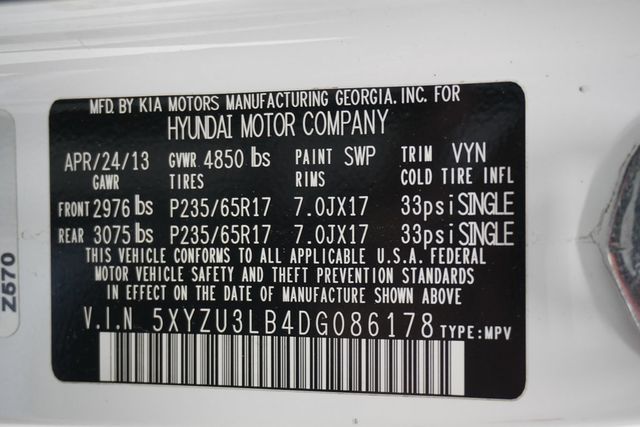 MFD. BY KIA MOTORS MANUFACTURING GEORGIA. INC. FOR
HYUNDAI MOTOR COMPANY
APR/24/13 GVWR 4850 lbs PAINT SWP TRIM VYN
GAWR TIRES RIMS COLD TIRE INFL
FRONT 2976 lbs P235/65R17 7.0JX17 33psi SINGLE
REAR 3075 lbs P235/65R17 7.0JX17 33psi SINGLE
THIS VEHICLE CONFORMS TO ALL APPLICABLE U.S.A. FEDERAL
MOTOR VEHICLE SAFETY AND THEFT PREVENTION STANDARDS
IN EFFECT ON THE DATE OF MANUFACTURE SHOWN ABOVE
V.I.N 5XYZU3LB4DG086178 TYPE:MPV
Z570